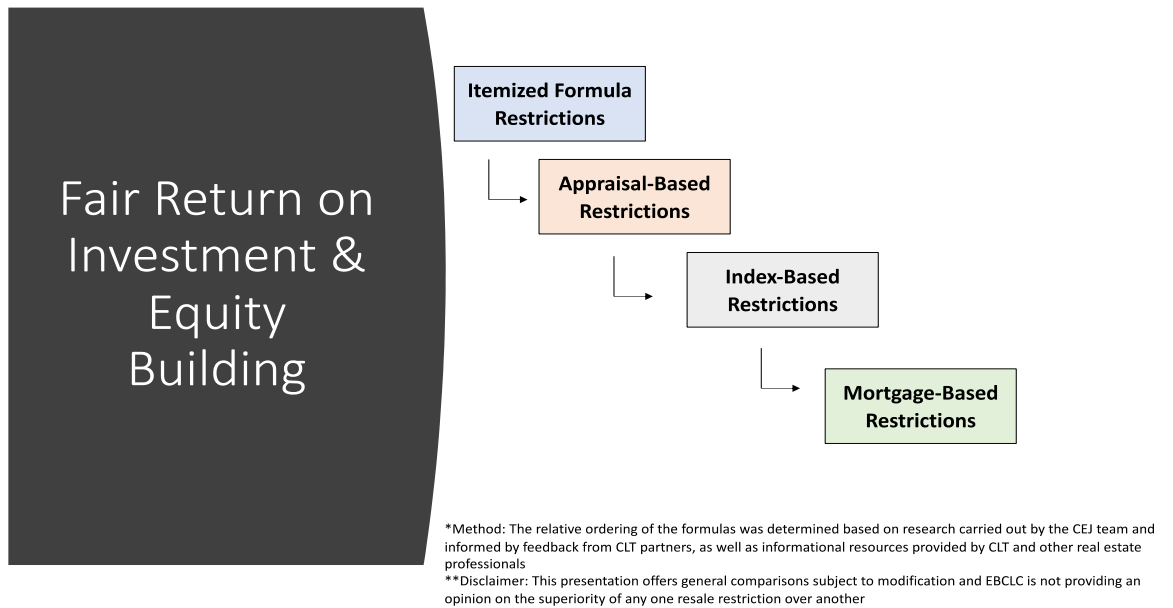 Fair Return on
Investment &
Equity
Building
Itemized Formula
Restrictions
Appraisal-Based
Restrictions
Index-Based
Restrictions
Mortgage-Based
Restrictions
*Method: The relative ordering of the formulas was determined based on research carried out by the CEJ team and
informed by feedback from CLT partners, as well as informational resources provided by CLT and other real estate
professionals
**Disclaimer: This presentation offers general comparisons subject to modification and EBCLC is not providing an
opinion on the superiority of any one resale restriction over another